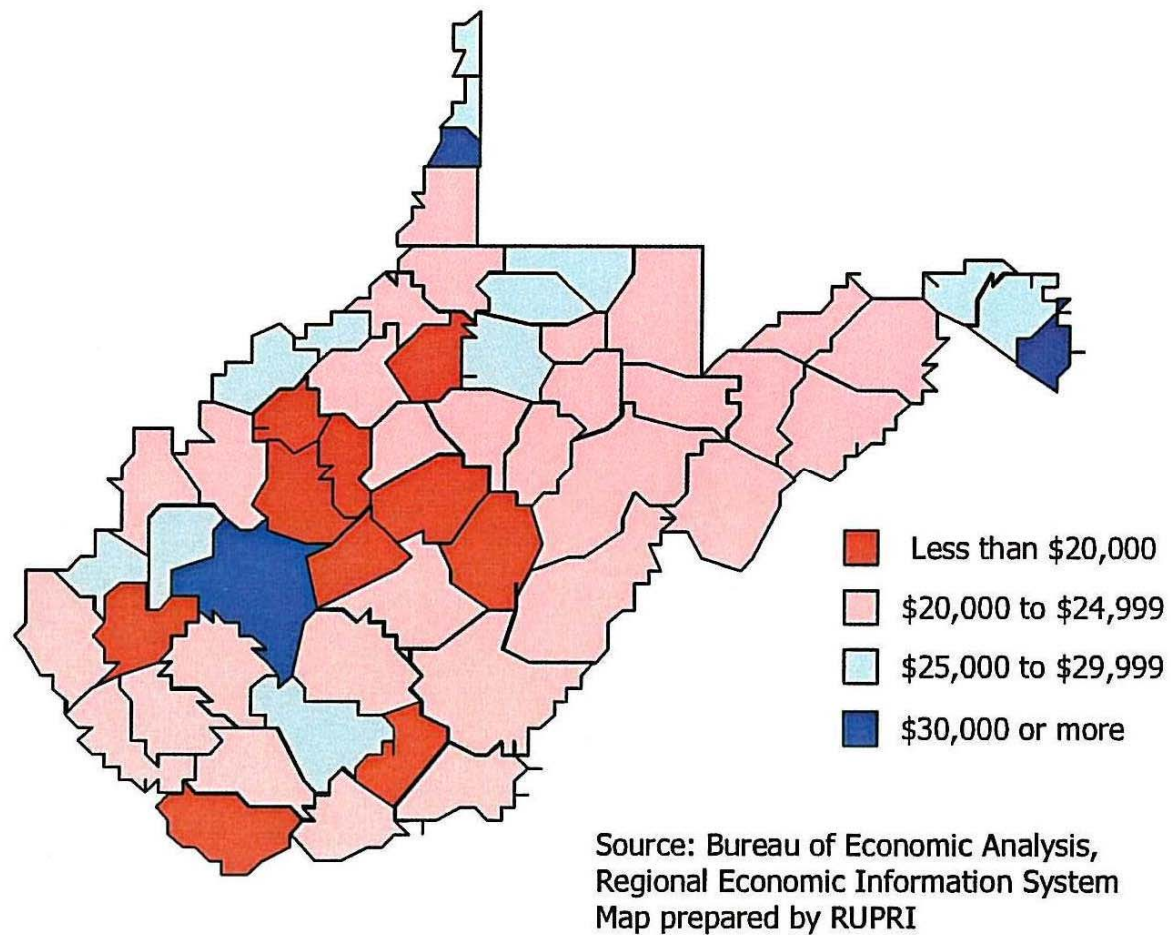 Less than $20,000
$20,000 to $24,999
$25,000 to $29,999
$30,000 or more
Source: Bureau of Economic Analysis,
Regional Economic Information System
Map prepared by RUPRI